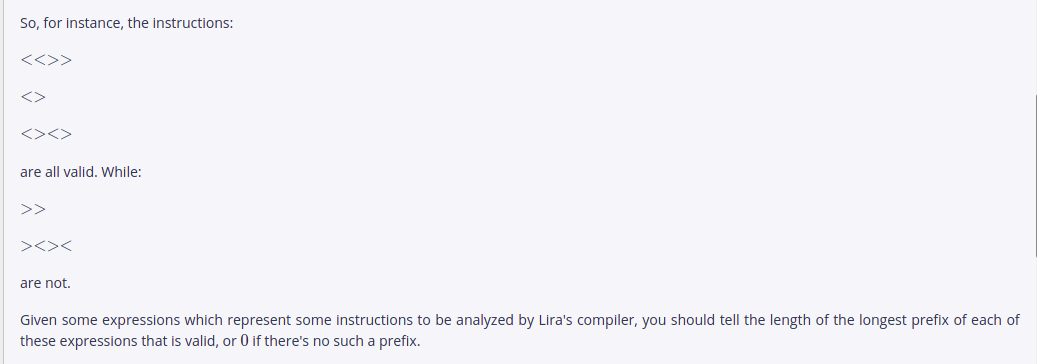 So, for instance, the instructions:
<<>>
<>
<><>
are all valid. While:
>>
><><
are not.
Given some expressions which represent some instructions to be analyzed by Lira's compiler, you should tell the length of the longest prefix of each of
these expressions that is valid, or 0 if there's no such a prefix.